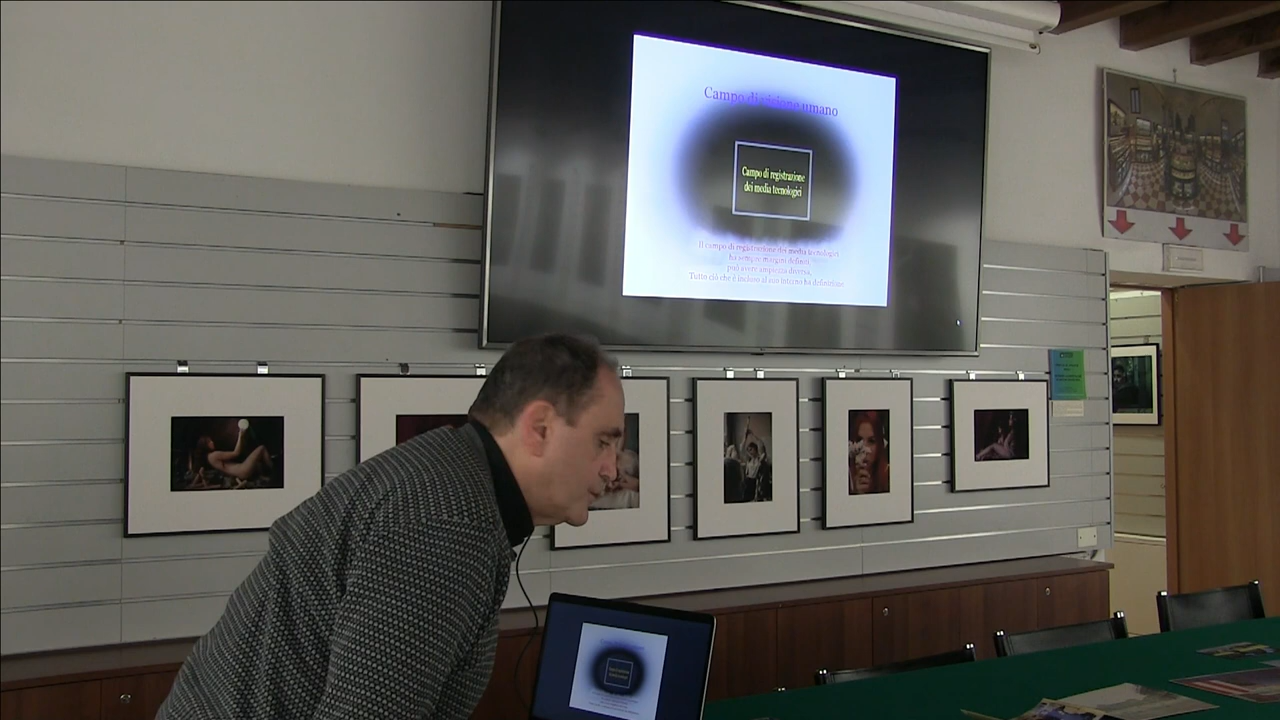 Campo di visione umano
Campo di registrazione
dei media tecnologici
Il campo di registrazione dei media tecnologici
ha sempre margini definiti,
può avere ampiezza diversa,
Tutto ciò che è incluso al suo interno ha definizione